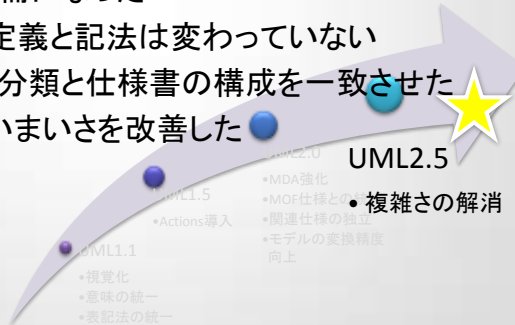 定義と記法は変わっていない
分類と仕様書の構成を一致させた
いまいさを改善した
UML2.0
•MDA強化
•MOF仕様との
•関連仕様の独立
•モデルの変換精度
向上
UML2.5
• 複雑さの解消
UML1.5
•Actions導入
UML1.1
•視覚化
•意味の統一
•表記法の統一